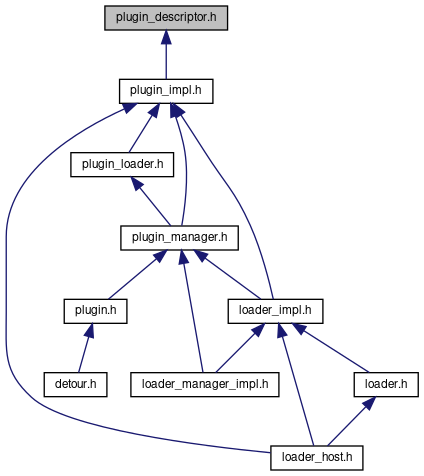 plugin_descriptor.h
plugin_impl.h
plugin_loader.h
plugin_manager.h
plugin.h
loader_impl.h
detour.h
loader_manager_impl.h
loader.h
loader_host.h